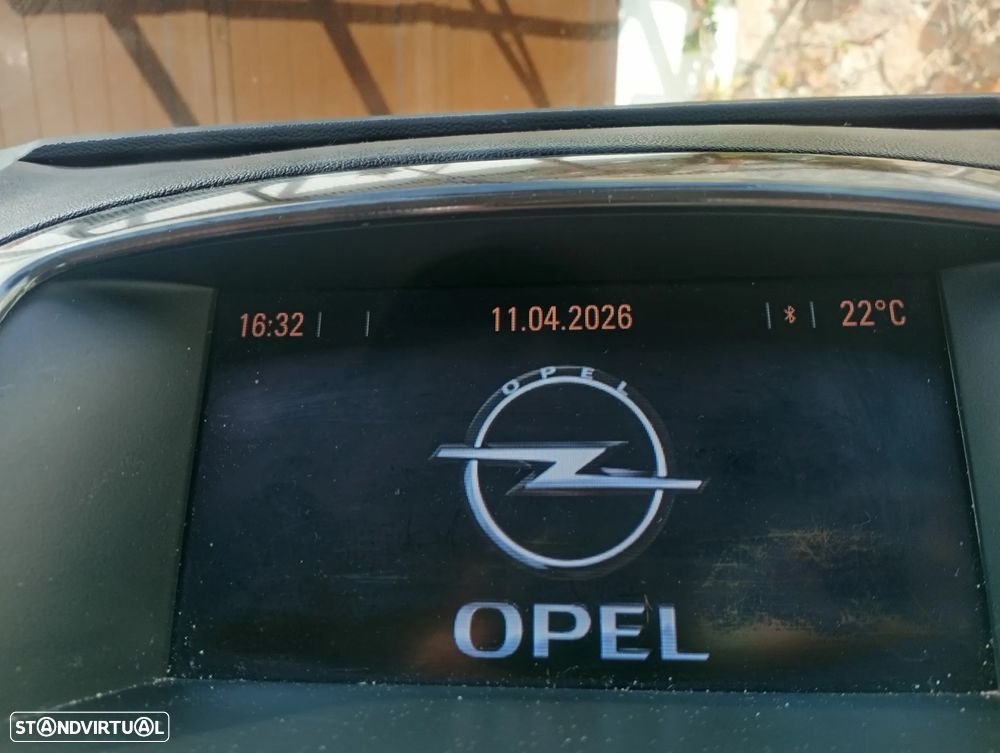 16:32
11.04.2026
22°C
OPEL
OPEL
STANDVIRTUAL